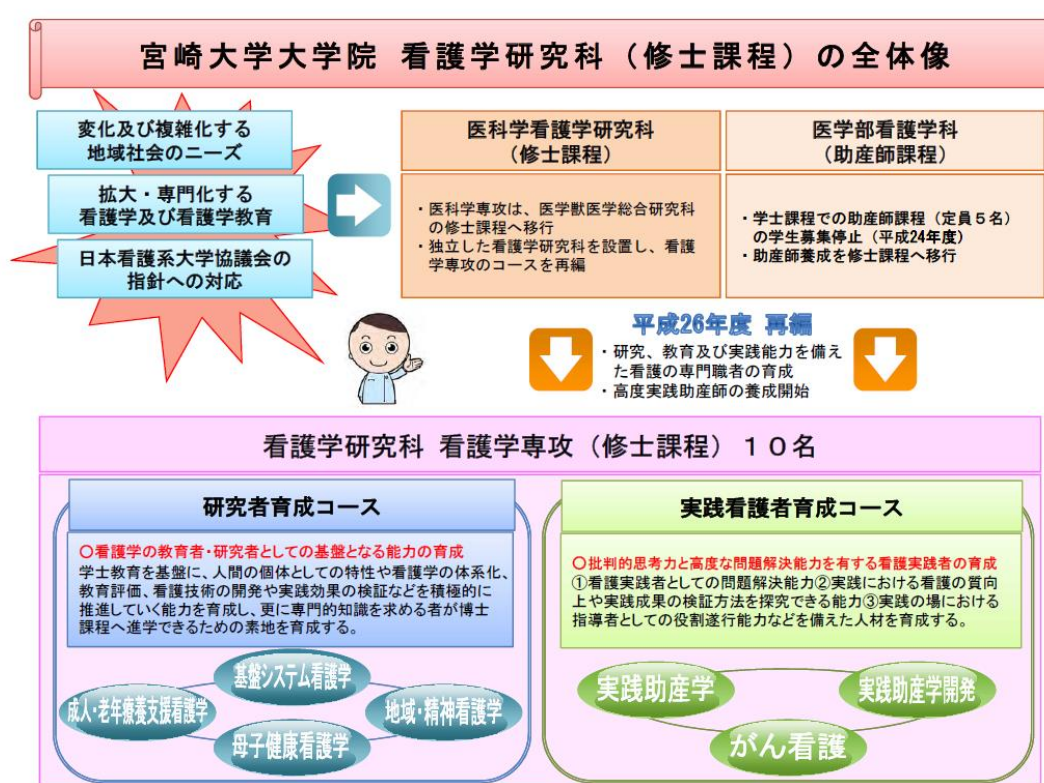 宮崎大学大学院 看護学研究科（修士課程）の全体像
変化及び複雑化する
地域社会のニーズ
拡大・専門化する
看護学及び看護学教育
日本看護系大学協議会の
指針への対応
医科学看護学研究科
（修士課程）
・医科学専攻は、医学獣医学総合研究科
の修士課程へ移行
・独立した看護学研究科を設置し、看護
学専攻のコースを再編
医学部看護学科
（助産師課程）
・学士課程での助産師課程（定員５名）
の学生募集停止（平成24年度）
・助産師養成を修士課程へ移行
平成26年度 再編
・研究、教育及び実践能力を備え
た看護の専門職者の育成
・高度実践助産師の養成開始
看護学研究科 看護学専攻（修士課程）１０名
研究者育成コース
○看護学の教育者・研究者としての基盤となる能力の育成
学士教育を基盤に、人間の個体としての特性や看護学の体系化、
教育評価、看護技術の開発や実践効果の検証などを積極的に
推進していく能力を育成し、更に専門的知識を求める者が博士
課程へ進学できるための素地を育成する。
基盤システム看護学
成人・老年療養支援看護学
地域・精神看護学
母子健康看護学
実践看護者育成コース
○批判的思考力と高度な問題解決能力を有する看護実践者の育成
①看護実践者としての問題解決能力②実践における看護の質向
上や実践成果の検証方法を探究できる能力③実践の場における
指導者としての役割遂行能力などを備えた人材を育成する。
実践助産学
実践助産学開発
がん看護